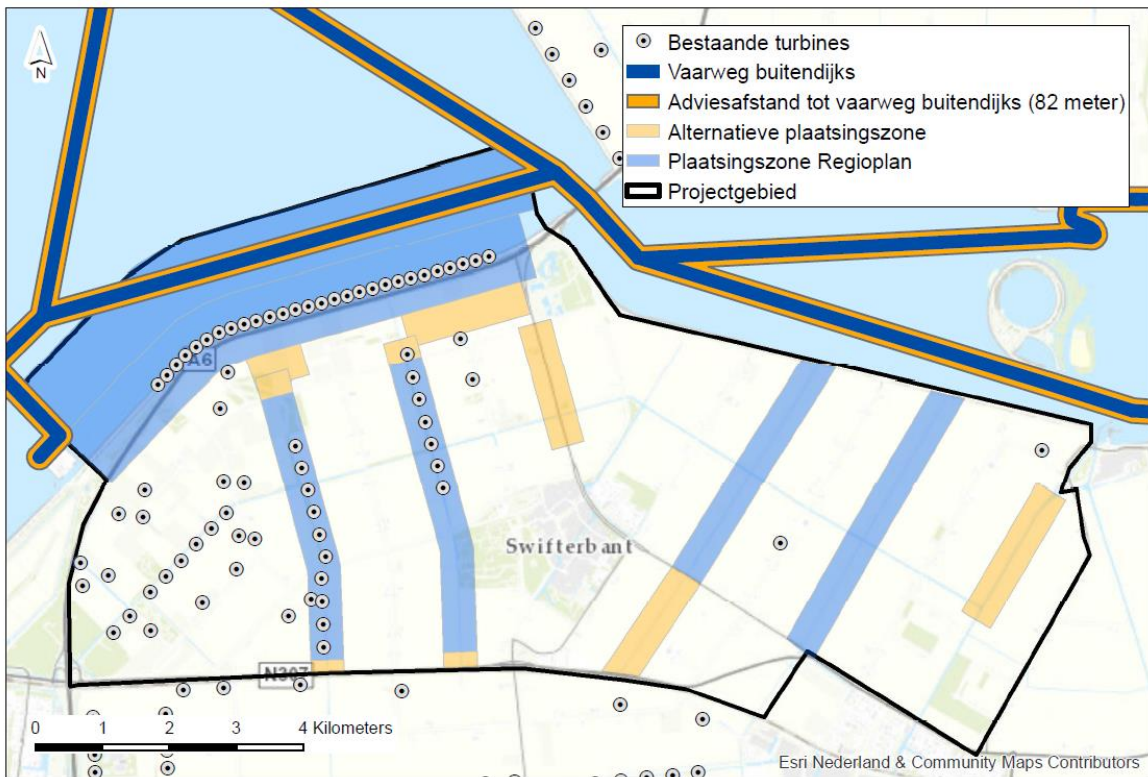 N
Bestaande turbines
Vaarweg buitendijks
Adviesafstand tot vaarweg buitendijks (82 meter)
Alternatieve plaatsingszone
Plaatsingszone Regioplan
Projectgebied
A6
Swifterbant
N307
0 1 2 3 4 Kilometers
Esri Nederland & Community Maps Contributors